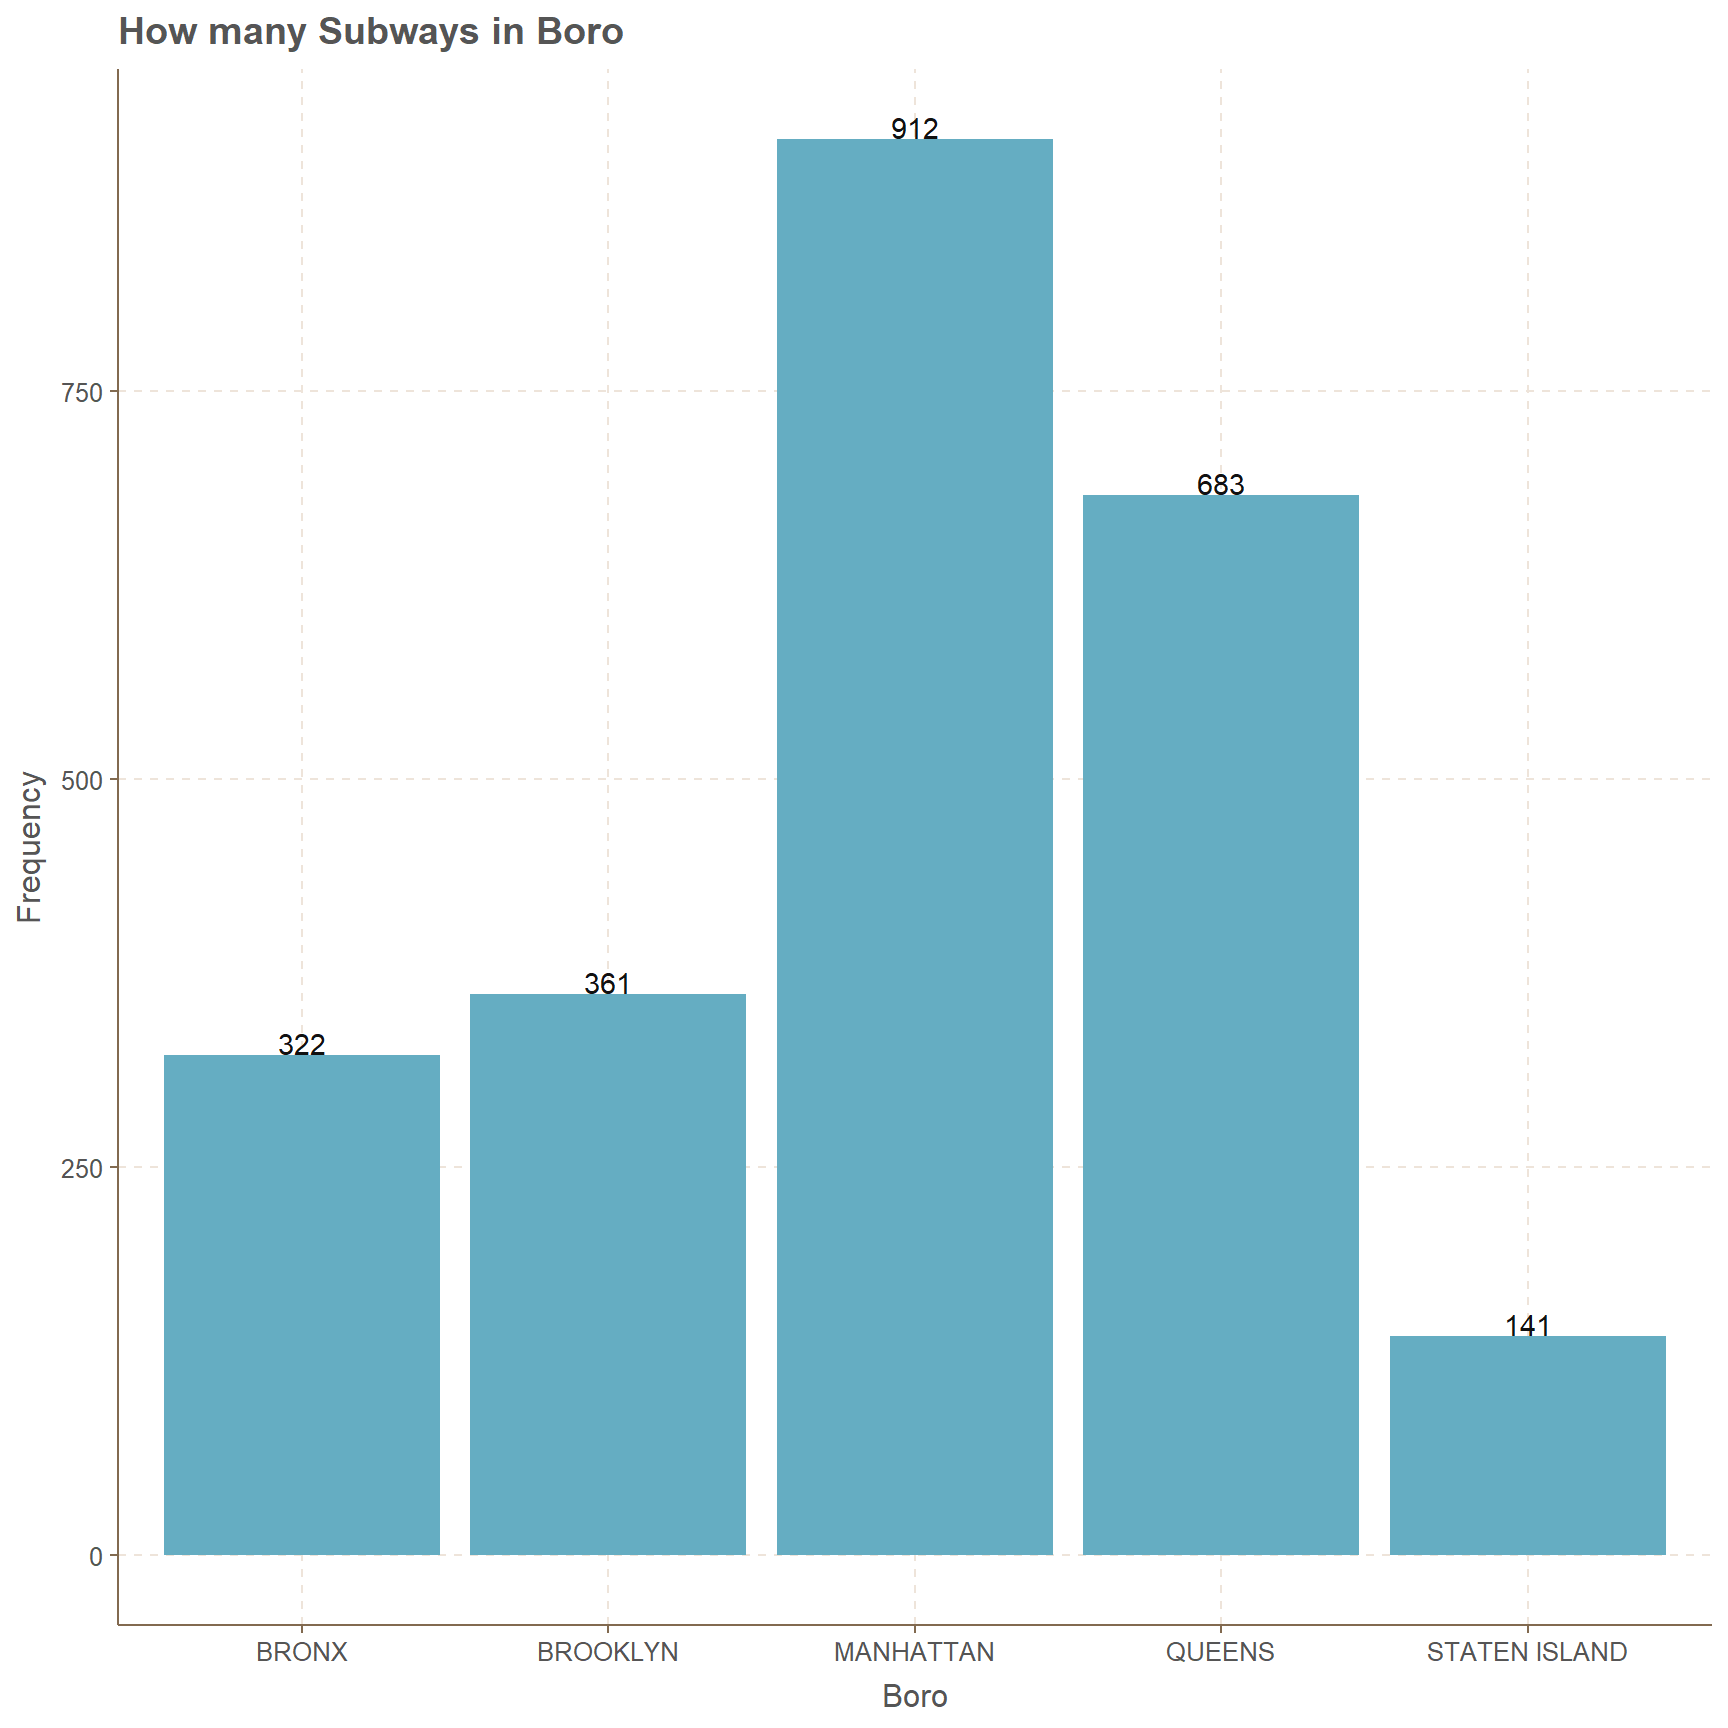 How many Subways in Boro
912
750
683
500
Frequency
361
322
250
141
0
BRONX BROOKLYN MANHATTAN QUEENS STATEN ISLAND
Boro